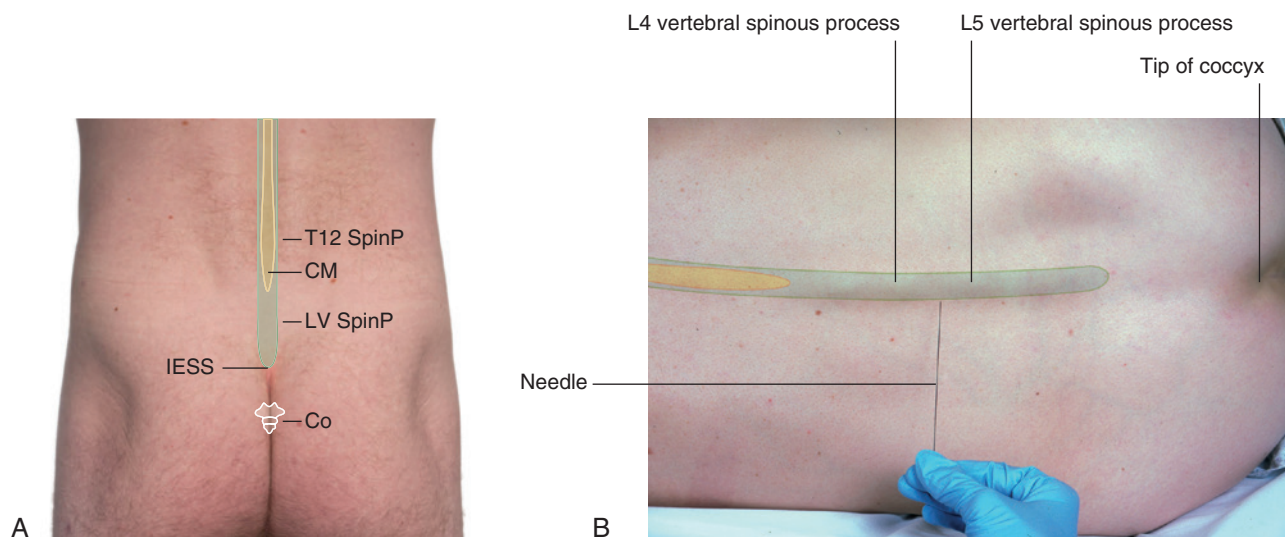 L4 vertebral spinous process
L5 vertebral spinous process
Tip of coccyx
T12 SpinP
CM
LV SpinP
IESS
Needle
Co
A
B